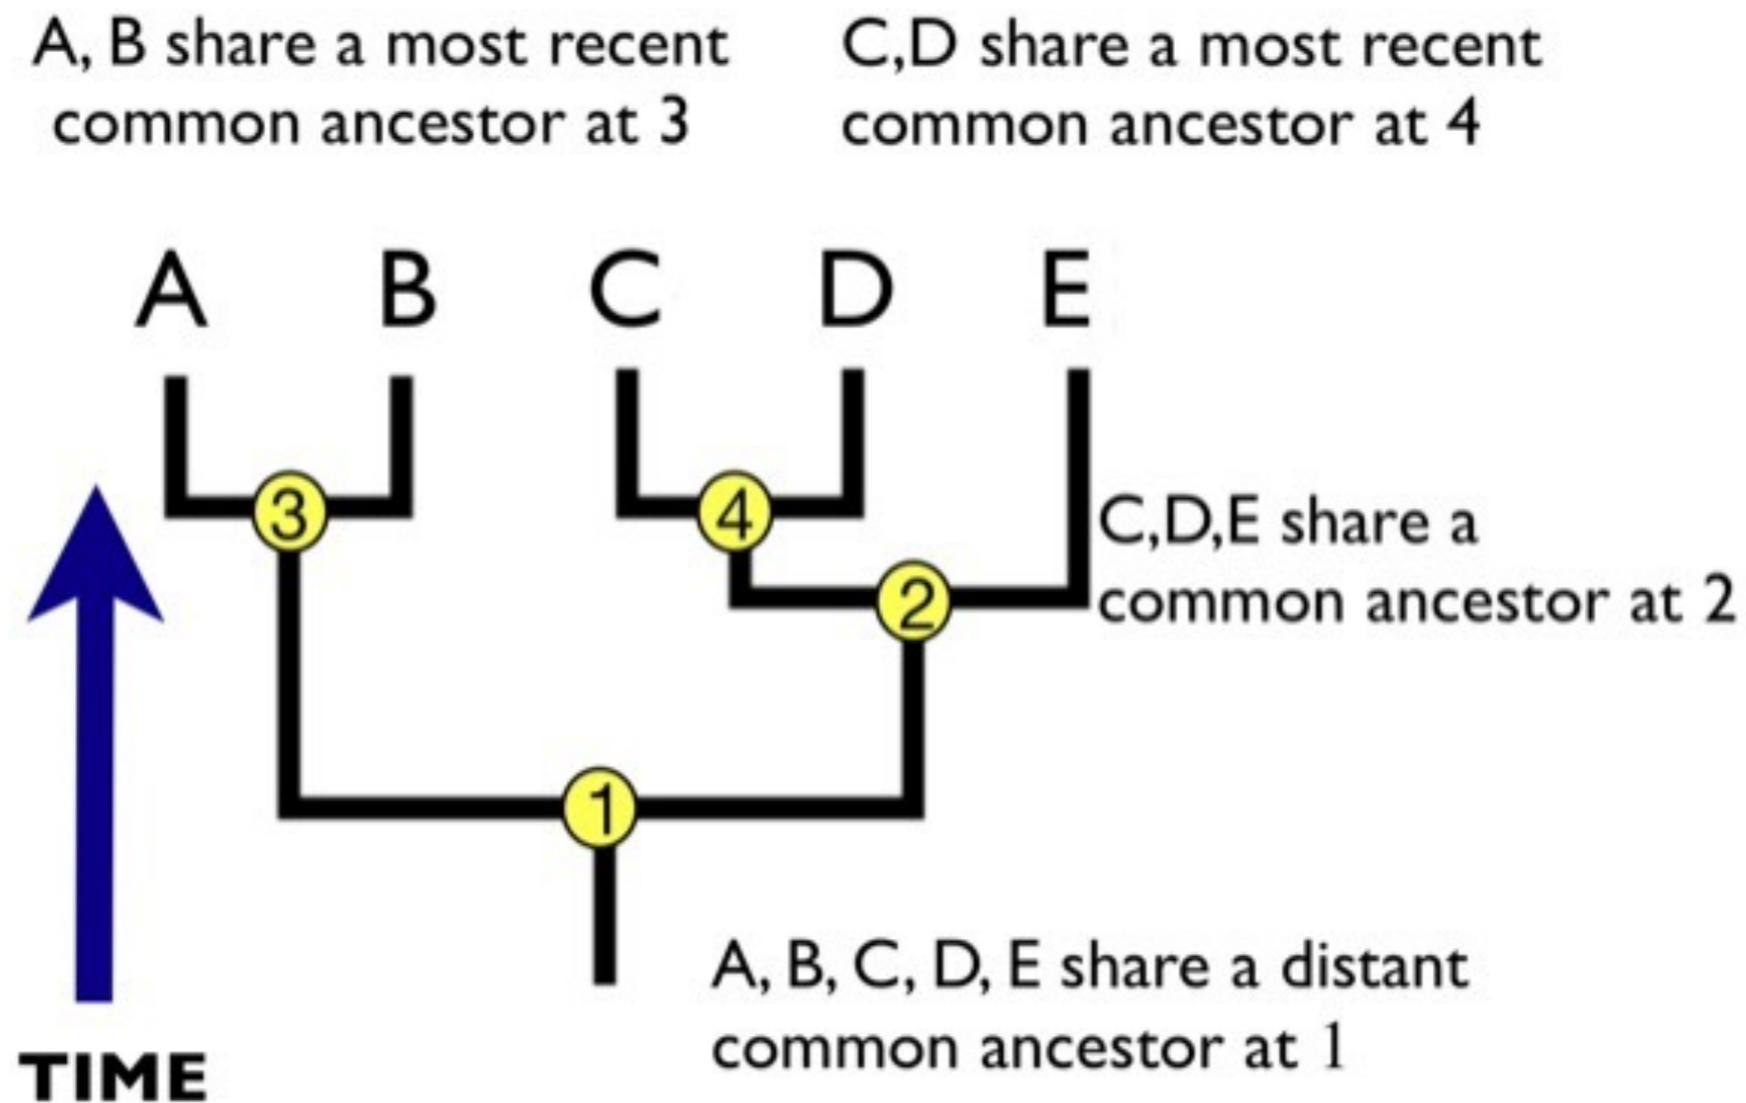 A, B share a most recent
common ancestor at 3
C,D share a most recent
common ancestor at 4
A B C D E
3
4
C,D,E share a
2
common ancestor at 2
1
A, B, C, D, E share a distant
common ancestor at 1
TIME